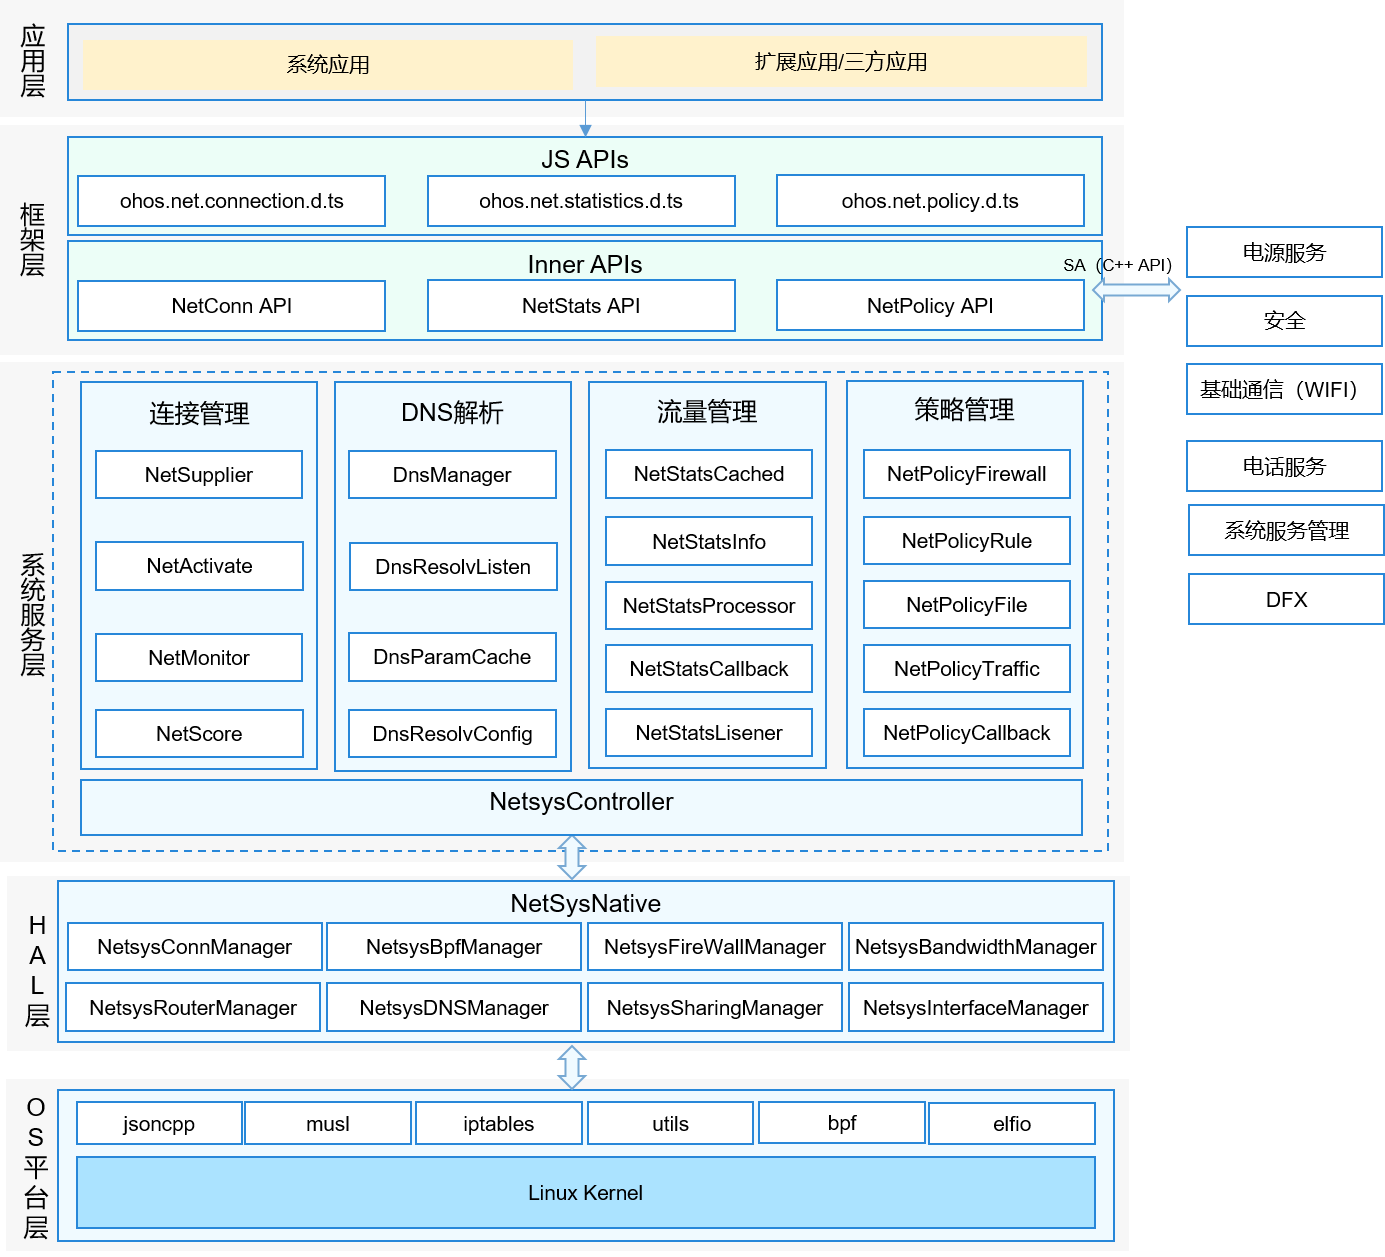 应用层
系统应用
扩展应用/三方应用
框架层
JS APIs
ohos.net.connection.d.ts
ohos.net.statistics.d.ts
ohos.net.policy.d.ts
Inner APIs
NetConn API
NetStats API
NetPolicy API
SA（C++ API）
电源服务
安全
基础通信（WIFI）
电话服务
系统服务管理
DFX
系统服务层
连接管理
NetSupplier
NetActivate
NetMonitor
NetScore
DNS解析
DnsManager
DnsResolvListen
DnsParamCache
DnsResolvConfig
流量管理
NetStatsCached
NetStatsInfo
NetStatsProcessor
NetStatsCallback
NetStatsLisener
策略管理
NetPolicyFirewall
NetPolicyRule
NetPolicyFile
NetPolicyTraffic
NetPolicyCallback
NetsysController
HAL层
NetSysNative
NetsysConnManager
NetsysBpfManager
NetsysFireWallManager
NetsysBandwidthManager
NetsysRouterManager
NetsysDNSManager
NetsysSharingManager
NetsysInterfaceManager
OS平台层
jsoncpp
musl
iptables
utils
bpf
elfio
Linux Kernel